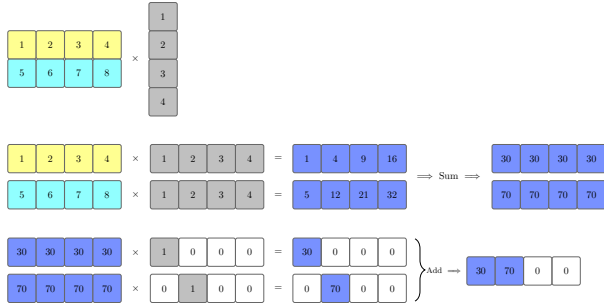 1
1 2 3 4 × 2
5 6 7 8 3
4
1 2 3 4 × 1 2 3 4 = 1 4 9 16 ⟹ Sum ⟹ 30 30 30 30
5 6 7 8 × 1 2 3 4 = 5 12 21 32 70 70 70 70
30 30 30 30 × 1 0 0 0 = 30 0 0 0
Add ⟹ 30 70 0 0
70 70 70 70 × 0 1 0 0 = 0 70 0 0